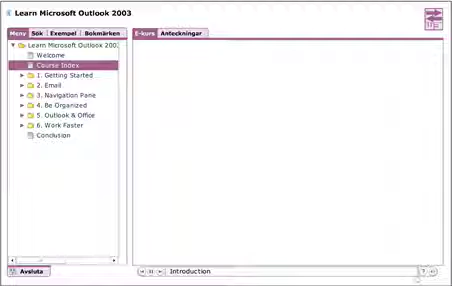 Learn Microsoft Outlook 2003
Meny Sök Exempel Bokmärken
E-kurs Anteckningar
Learn Microsoft Outlook 200
Welcome
Course Index
1. Getting Started
2. Email
3. Navigation Pane
4. Be Organized
5. Outlook & Office
6. Work Faster
Conclusion
Avsluta
Introduction
?